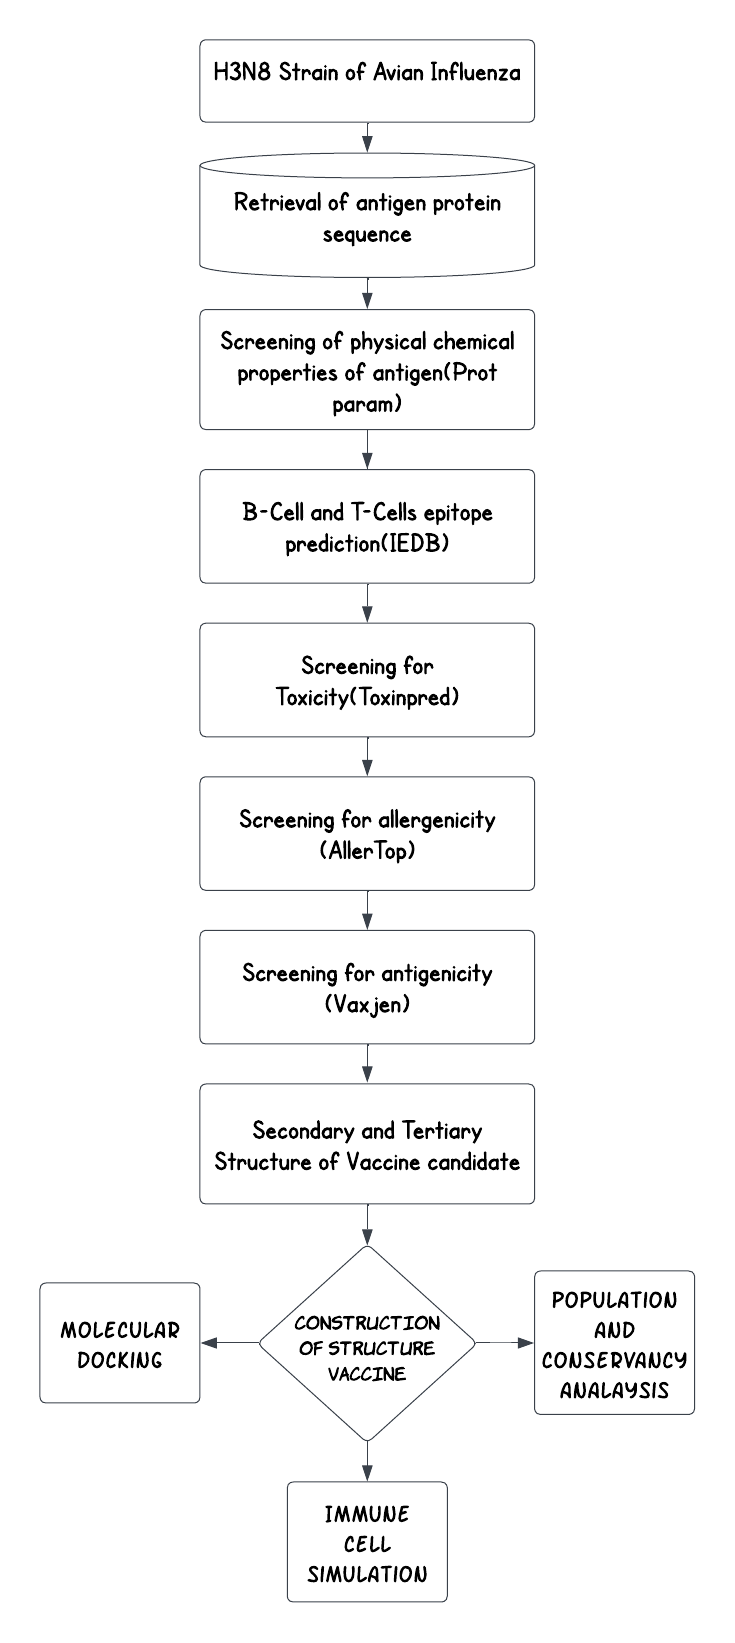 H3N8 Strain of Avian Influenza
Retrieval of antigen protein
sequence
Screening of physical chemical
properties of antigen(Prot
param)
B-Cell and T-Cells epitope
prediction(IEDB)
Screening for
Toxicity(Toxinpred)
Screening for allergenicity
(AllerTop)
Screening for antigenicity
(Vaxjen)
Secondary and Tertiary
Structure of Vaccine candidate
CONSTRUCTION
OF STRUCTURE
VACCINE
MOLECULAR
DOCKING
POPULATION
AND
CONSERVANCY
ANALAYSIS
IMMUNE
CELL
SIMULATION